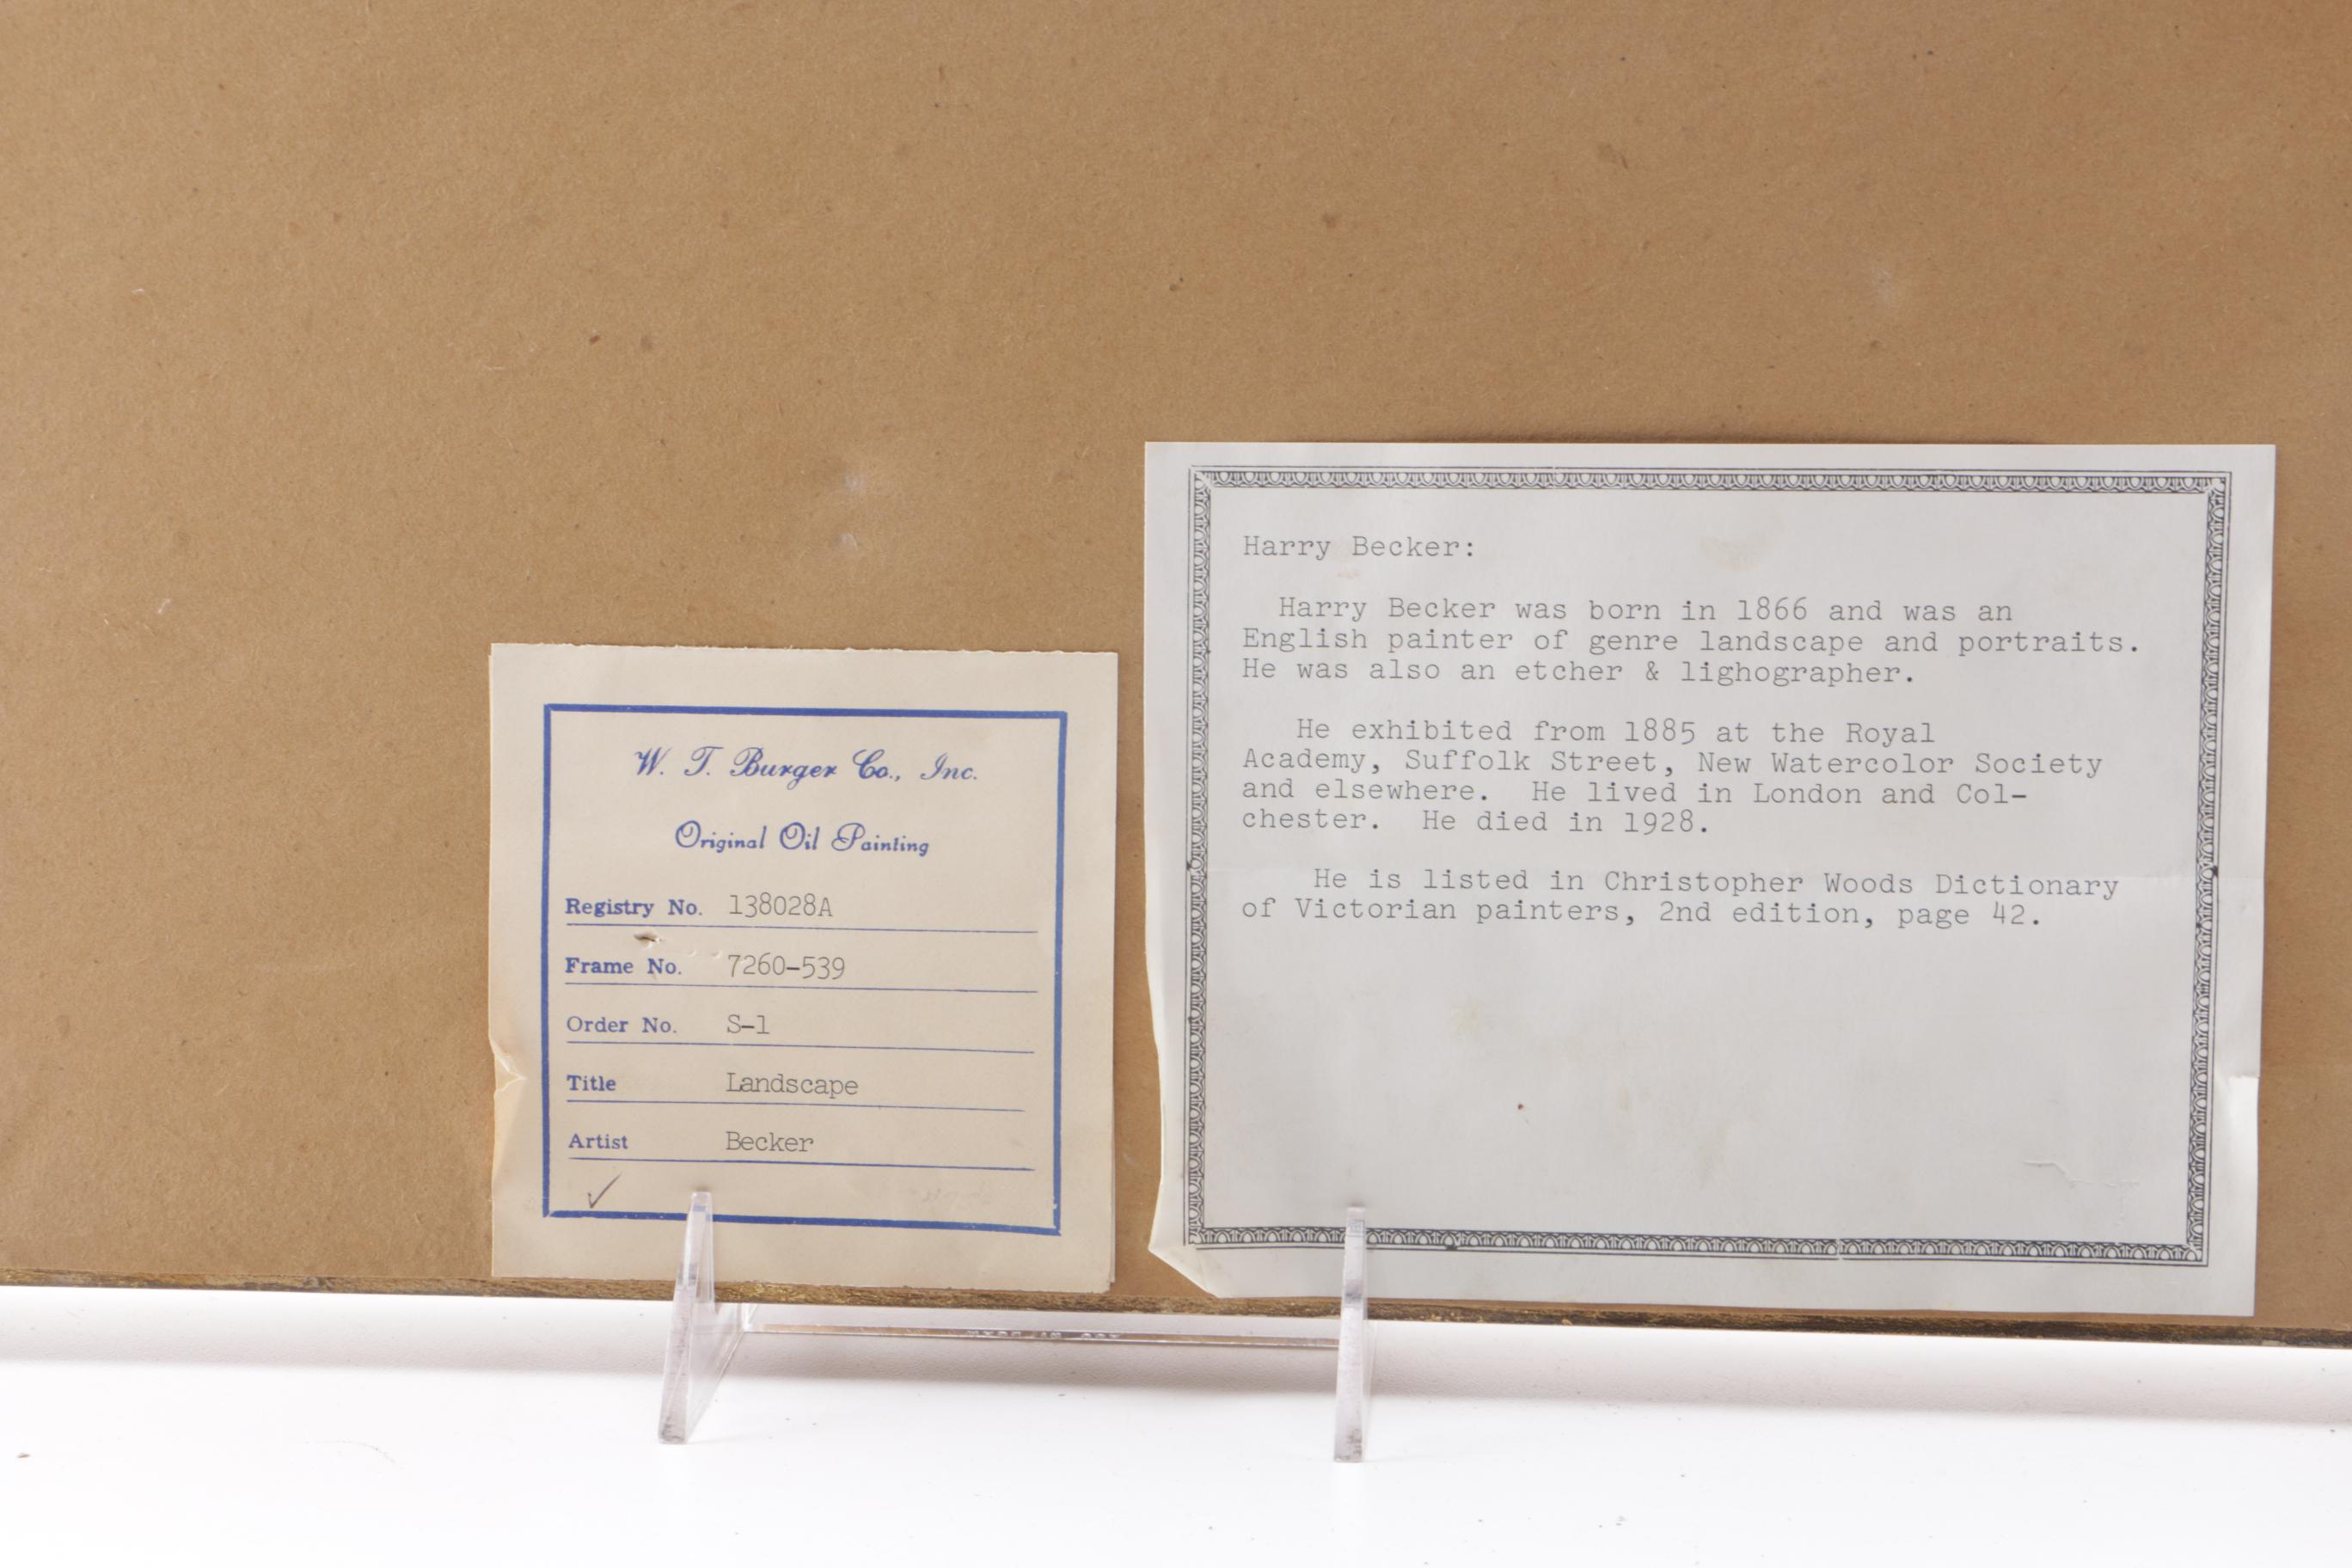 W. T. Burger Co., Inc.
Original Oil Painting
Registry No. 138028A
Frame No. 7260-539
Order No. S-1
Title Landscape
Artist Becker
Harry Becker:
Harry Becker was born in 1866 and was an
English painter of genre landscape and portraits.
He was also an etcher & lighographer.
He exhibited from 1885 at the Royal
Academy, Suffolk Street, New Watercolor Society
and elsewhere. He lived in London and Col-
chester. He died in 1928.
He is listed in Christopher Woods Dictionary
of Victorian painters, 2nd edition, page 42.